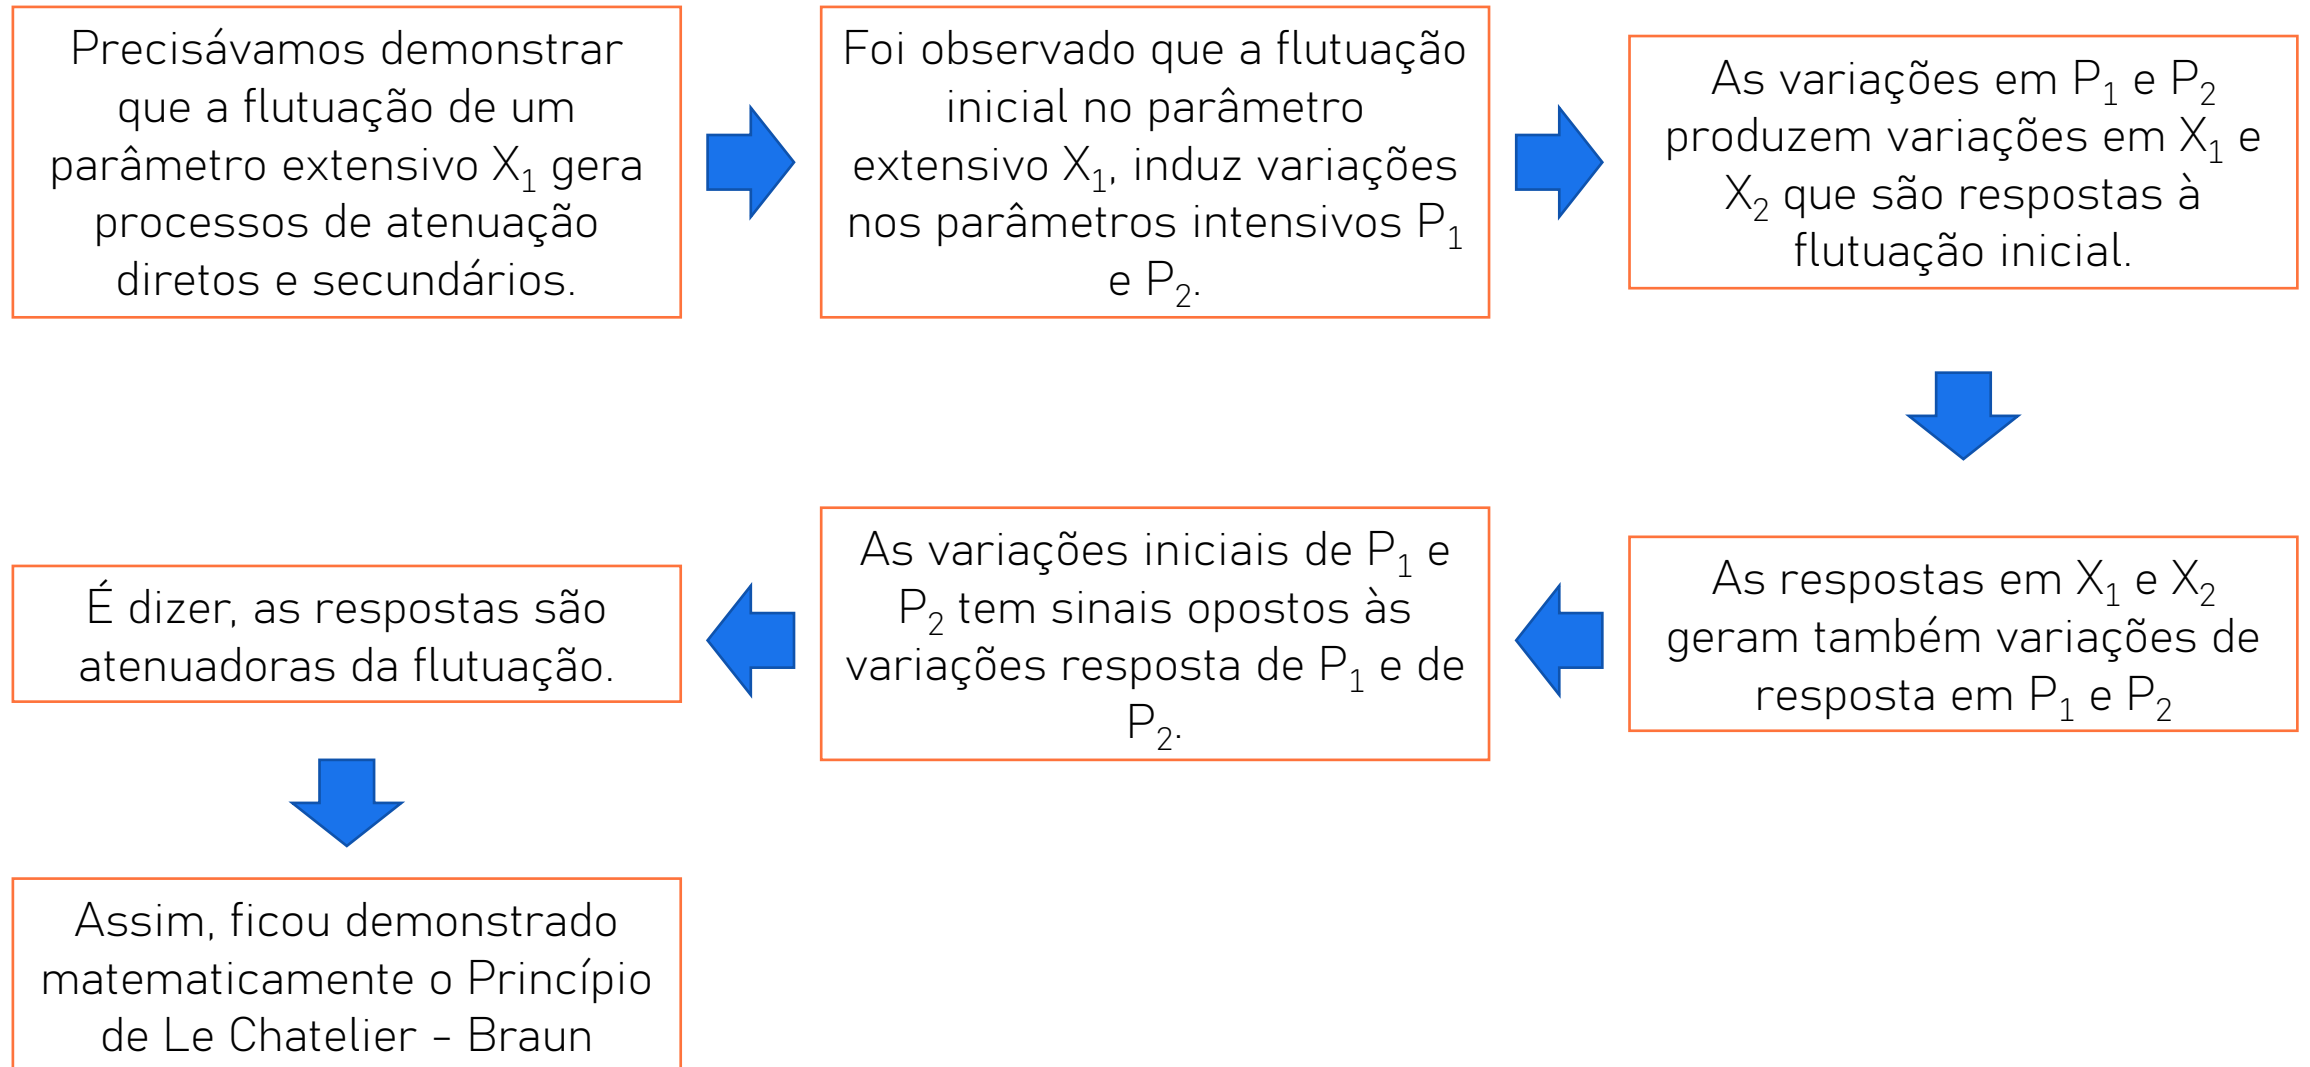 Precisávamos demonstrar
que a flutuação de um
parâmetro extensivo X₁ gera
processos de atenuação
diretos e secundários.
Foi observado que a flutuação
inicial no parâmetro
extensivo X₁, induz variações
nos parâmetros intensivos P₁
e P₂.
As variações em P₁ e P₂
produzem variações em X₁ e
X₂ que são respostas à
flutuação inicial.
As respostas em X₁ e X₂
geram também variações de
resposta em P₁ e P₂
As variações iniciais de P₁ e
P₂ tem sinais opostos às
variações resposta de P₁ e de
P₂.
É dizer, as respostas são
atenuadoras da flutuação.
Assim, ficou demonstrado
matematicamente o Princípio
de Le Chatelier - Braun